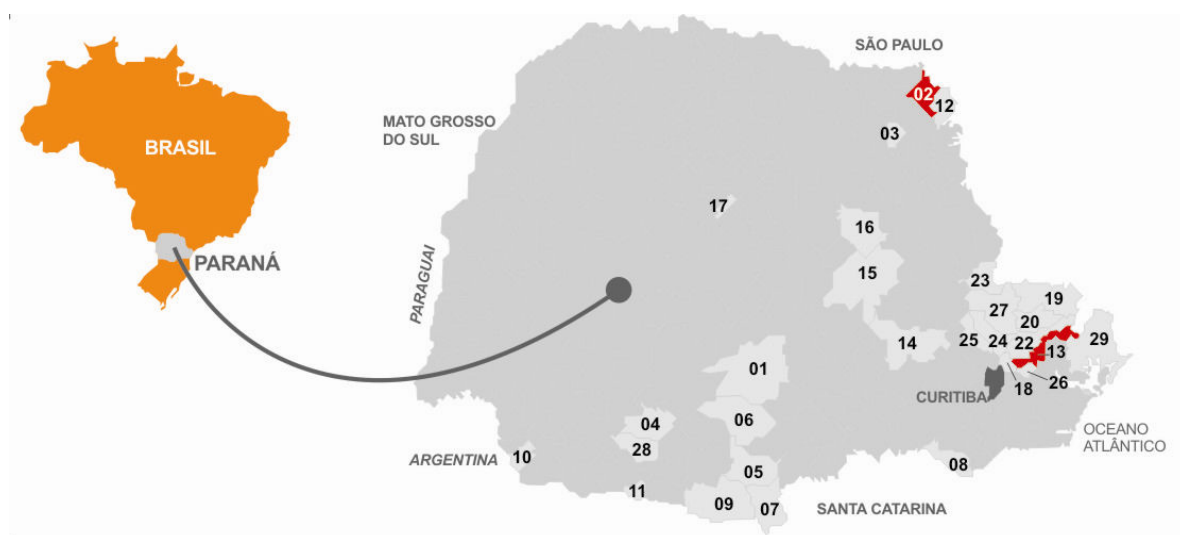 SÃO PAULO
02
12
MATO GROSSO
DO SUL
03
BRASIL
17
16
PARANÁ
PARAGUAI
15
23
19
27
20
29
25
24
22
13
14
01
18
26
CURITIBA
04
06
OCEANO
ATLÂNTICO
28
10
ARGENTINA
05
08
11
09
07
SANTA CATARINA